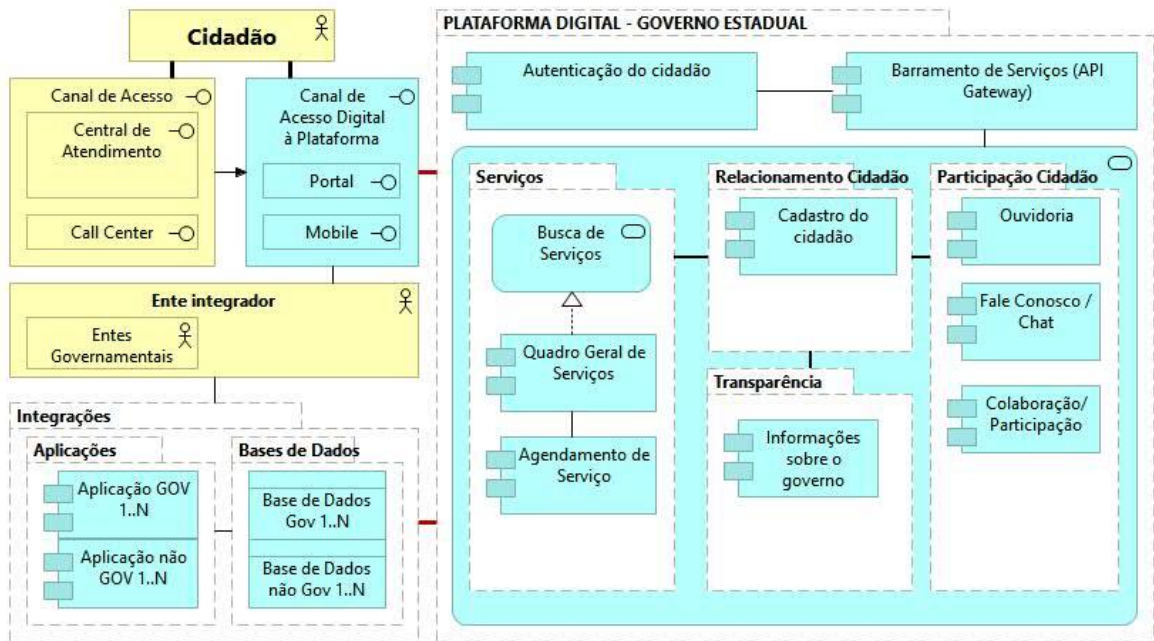 Cidadão
Canal de Acesso
Central de
Atendimento
Call Center
Canal de
Acesso Digital
à Plataforma
Portal
Mobile
Ente integrador
Entes
Governamentais
Integrações
Aplicações
Aplicação GOV
1..N
Aplicação não
GOV 1..N
Bases de Dados
Base de Dados
Gov 1..N
Base de Dados
não Gov 1..N
PLATAFORMA DIGITAL - GOVERNO ESTADUAL
Autenticação do cidadão
Barramento de Serviços (API
Gateway)
Serviços
Busca de
Serviços
Quadro Geral de
Serviços
Agendamento de
Serviço
Relacionamento Cidadão
Cadastro do
cidadão
Transparência
Informações
sobre o
governo
Participação Cidadão
Ouvidoria
Fale Conosco /
Chat
Colaboração/
Participação